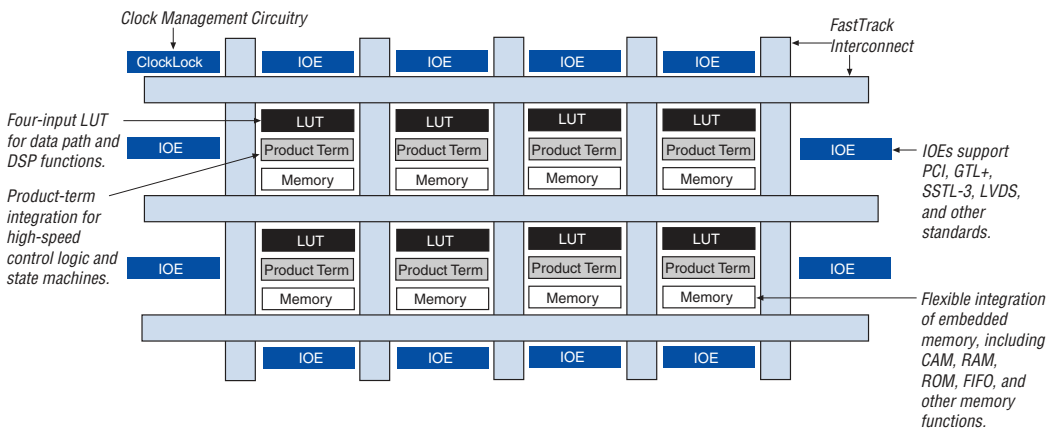 Clock Management Circuitry
FastTrack
Interconnect
ClockLock
IOE
IOE
IOE
IOE
Four-input LUT
for data path and
DSP functions.
LUT
LUT
LUT
LUT
IOE
Product Term
Product Term
Product Term
Product Term
IOE
IOEs support
PCI, GTL+,
SSTL-3, LVDS,
and other
standards.
Memory
Memory
Memory
Memory
Product-term
integration for
high-speed
control logic and
state machines.
LUT
LUT
LUT
LUT
IOE
Product Term
Product Term
Product Term
Product Term
IOE
Memory
Memory
Memory
Memory
Flexible integration
of embedded
memory, including
CAM, RAM,
ROM, FIFO, and
other memory
functions.
IOE
IOE
IOE
IOE